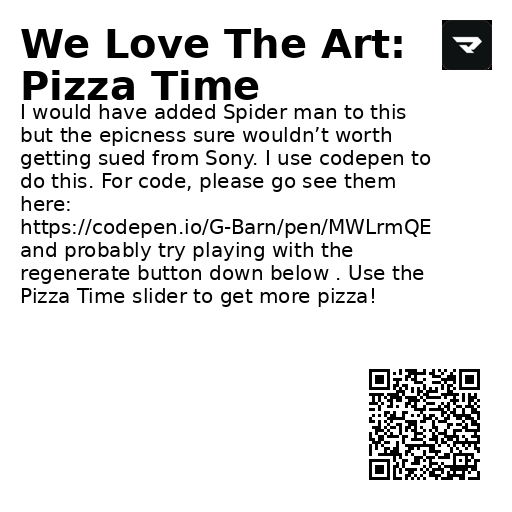 We Love The Art:
Pizza Time
I would have added Spider man to this
but the epicness sure wouldn’t worth
getting sued from Sony. I use codepen to
do this. For code, please go see them
here:
https://codepen.io/G-Barn/pen/MWLrmQE
and probably try playing with the
regenerate button down below . Use the
Pizza Time slider to get more pizza!